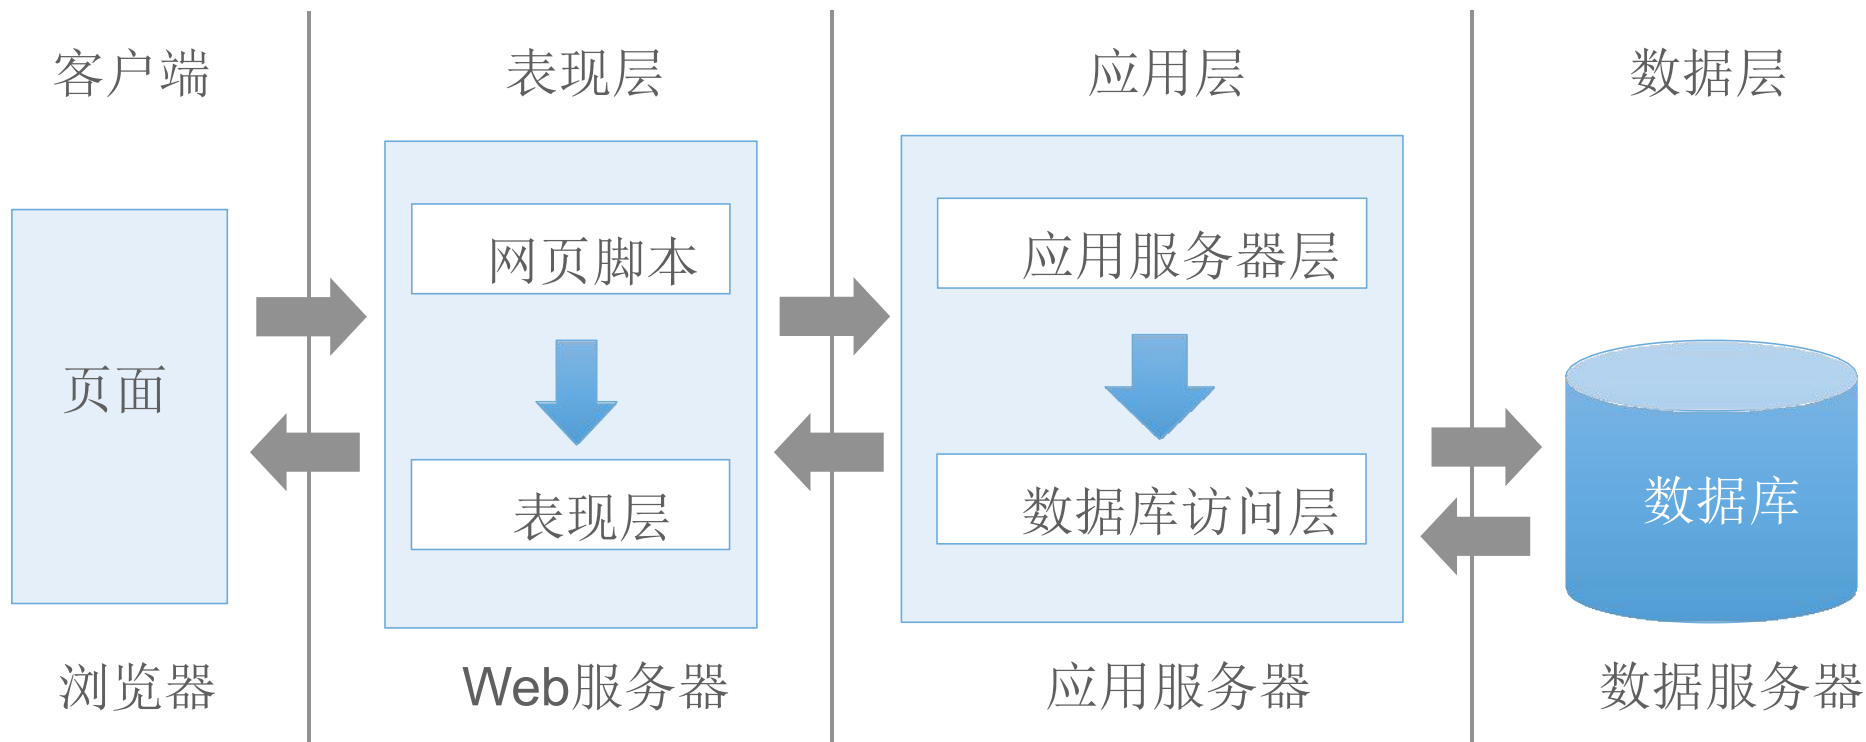 客户端
表现层
应用层
数据层
页面
网页脚本
表现层
应用服务器层
数据库访问层
数据库
浏览器
Web服务器
应用服务器
数据服务器